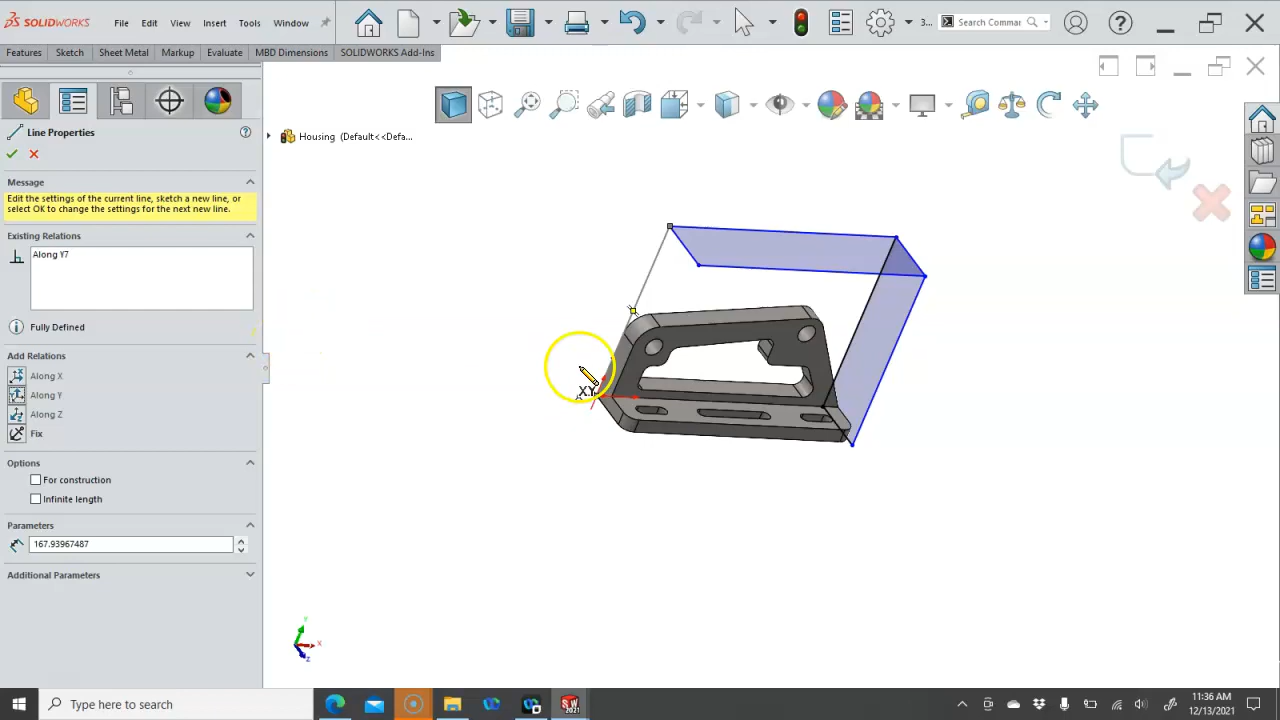 SOLIDWORKS File Edit View Insert Tools Window 3... Search Commar
Features Sketch Sheet Metal Markup Evaluate MBD Dimensions SOLIDWORKS Add-Ins
Line Properties
Housing (Default<<Defa...
Message
Edit the settings of the current line, sketch a new line, or
select OK to change the settings for the next new line.
Existing Relations
Along Y7
Fully Defined
Add Relations
Along X
Along Y
XY
Along Z
Fix
Options
For construction
Infinite length
Parameters
167.93967487
Additional Parameters
Y
X
Z
Type here to search
SW
2021
11:36 AM
12/13/2021